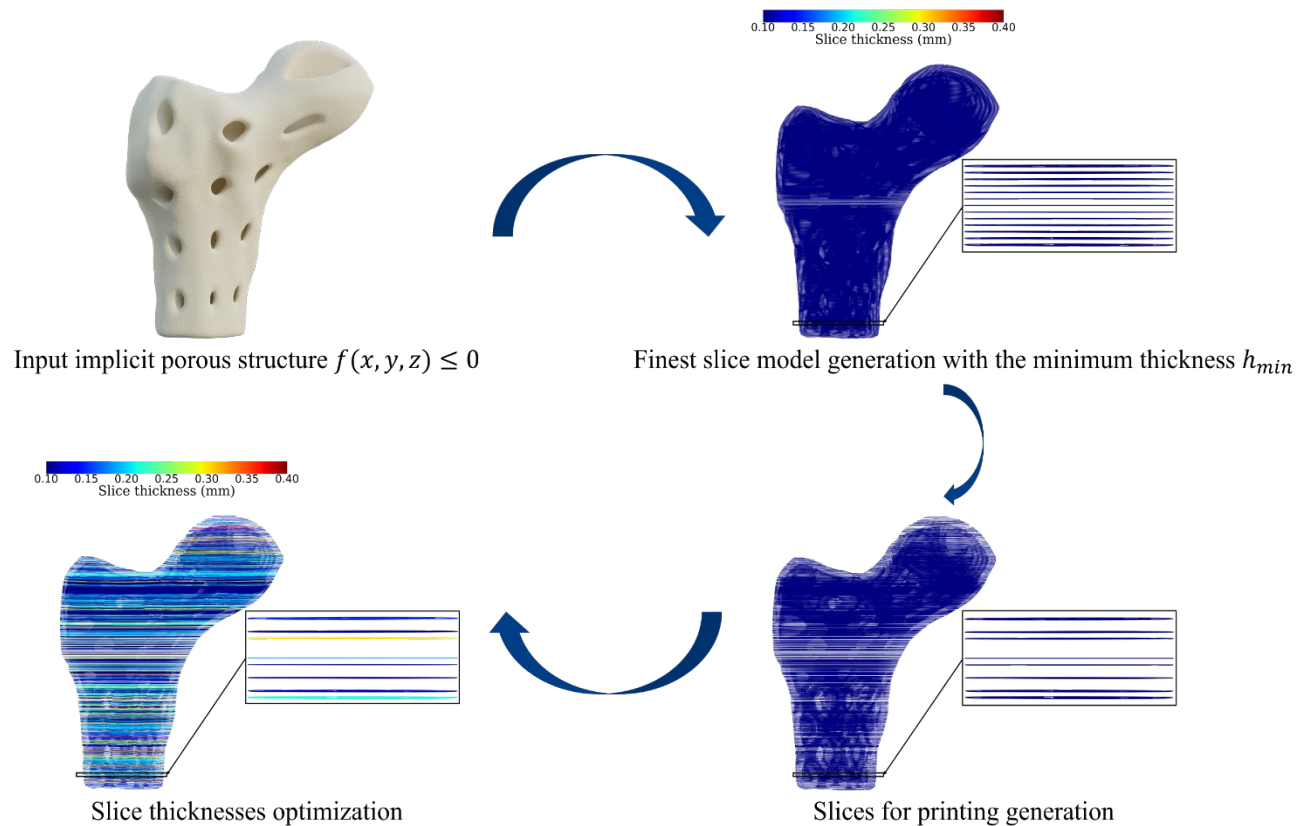 0.10 0.15 0.20 0.25 0.30 0.35 0.40
Slice thickness (mm)
Input implicit porous structure f(x, y, z) ≤ 0
Finest slice model generation with the minimum thickness h_min
0.10 0.15 0.20 0.25 0.30 0.35 0.40
Slice thickness (mm)
Slice thicknesses optimization
Slices for printing generation